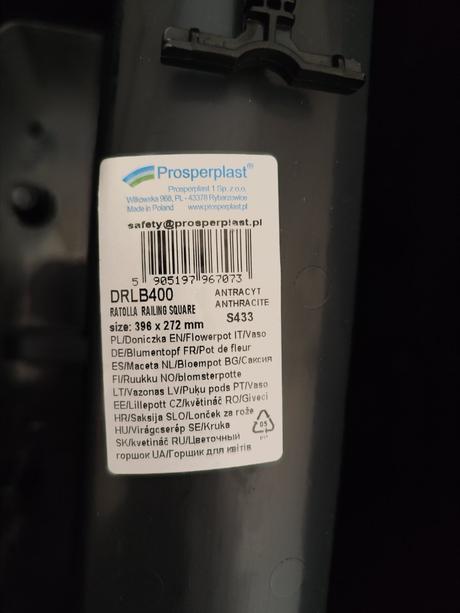 Prosperplast®
Prosperplast 1 Sp. z o.o.
Wilkowska 968, PL - 43378 Rybarzowice
Made in Poland www.prosperplast.pl
safety@prosperplast.pl
5 905197 967073
DRLB400 ANTRACYT
RATOLLA RAILING SQUARE ANTHRACITE
size: 396 x 272 mm S433
PL/Doniczka EN/Flowerpot IT/Vaso
DE/Blumentopf FR/Pot de fleur
ES/Maceta NL/Bloempot BG/Саксия
FI/Ruukku NO/blomsterpotte
LT/Vazonas LV/Puķu pods PT/Vaso
EE/Lillepott CZ/květináč RO/Giveci
HR/Saksija SLO/Lonček za rože
HU/Virágcserép SE/Kruka
SK/kvetináč RU/Цветочный
горшок UA/Горщик для квітів
05